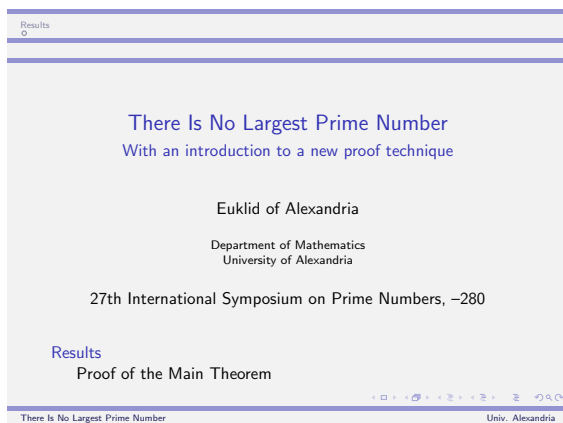 Results
There Is No Largest Prime Number
With an introduction to a new proof technique
Euklid of Alexandria
Department of Mathematics
University of Alexandria
27th International Symposium on Prime Numbers, –280
Results
Proof of the Main Theorem
There Is No Largest Prime Number Univ. Alexandria